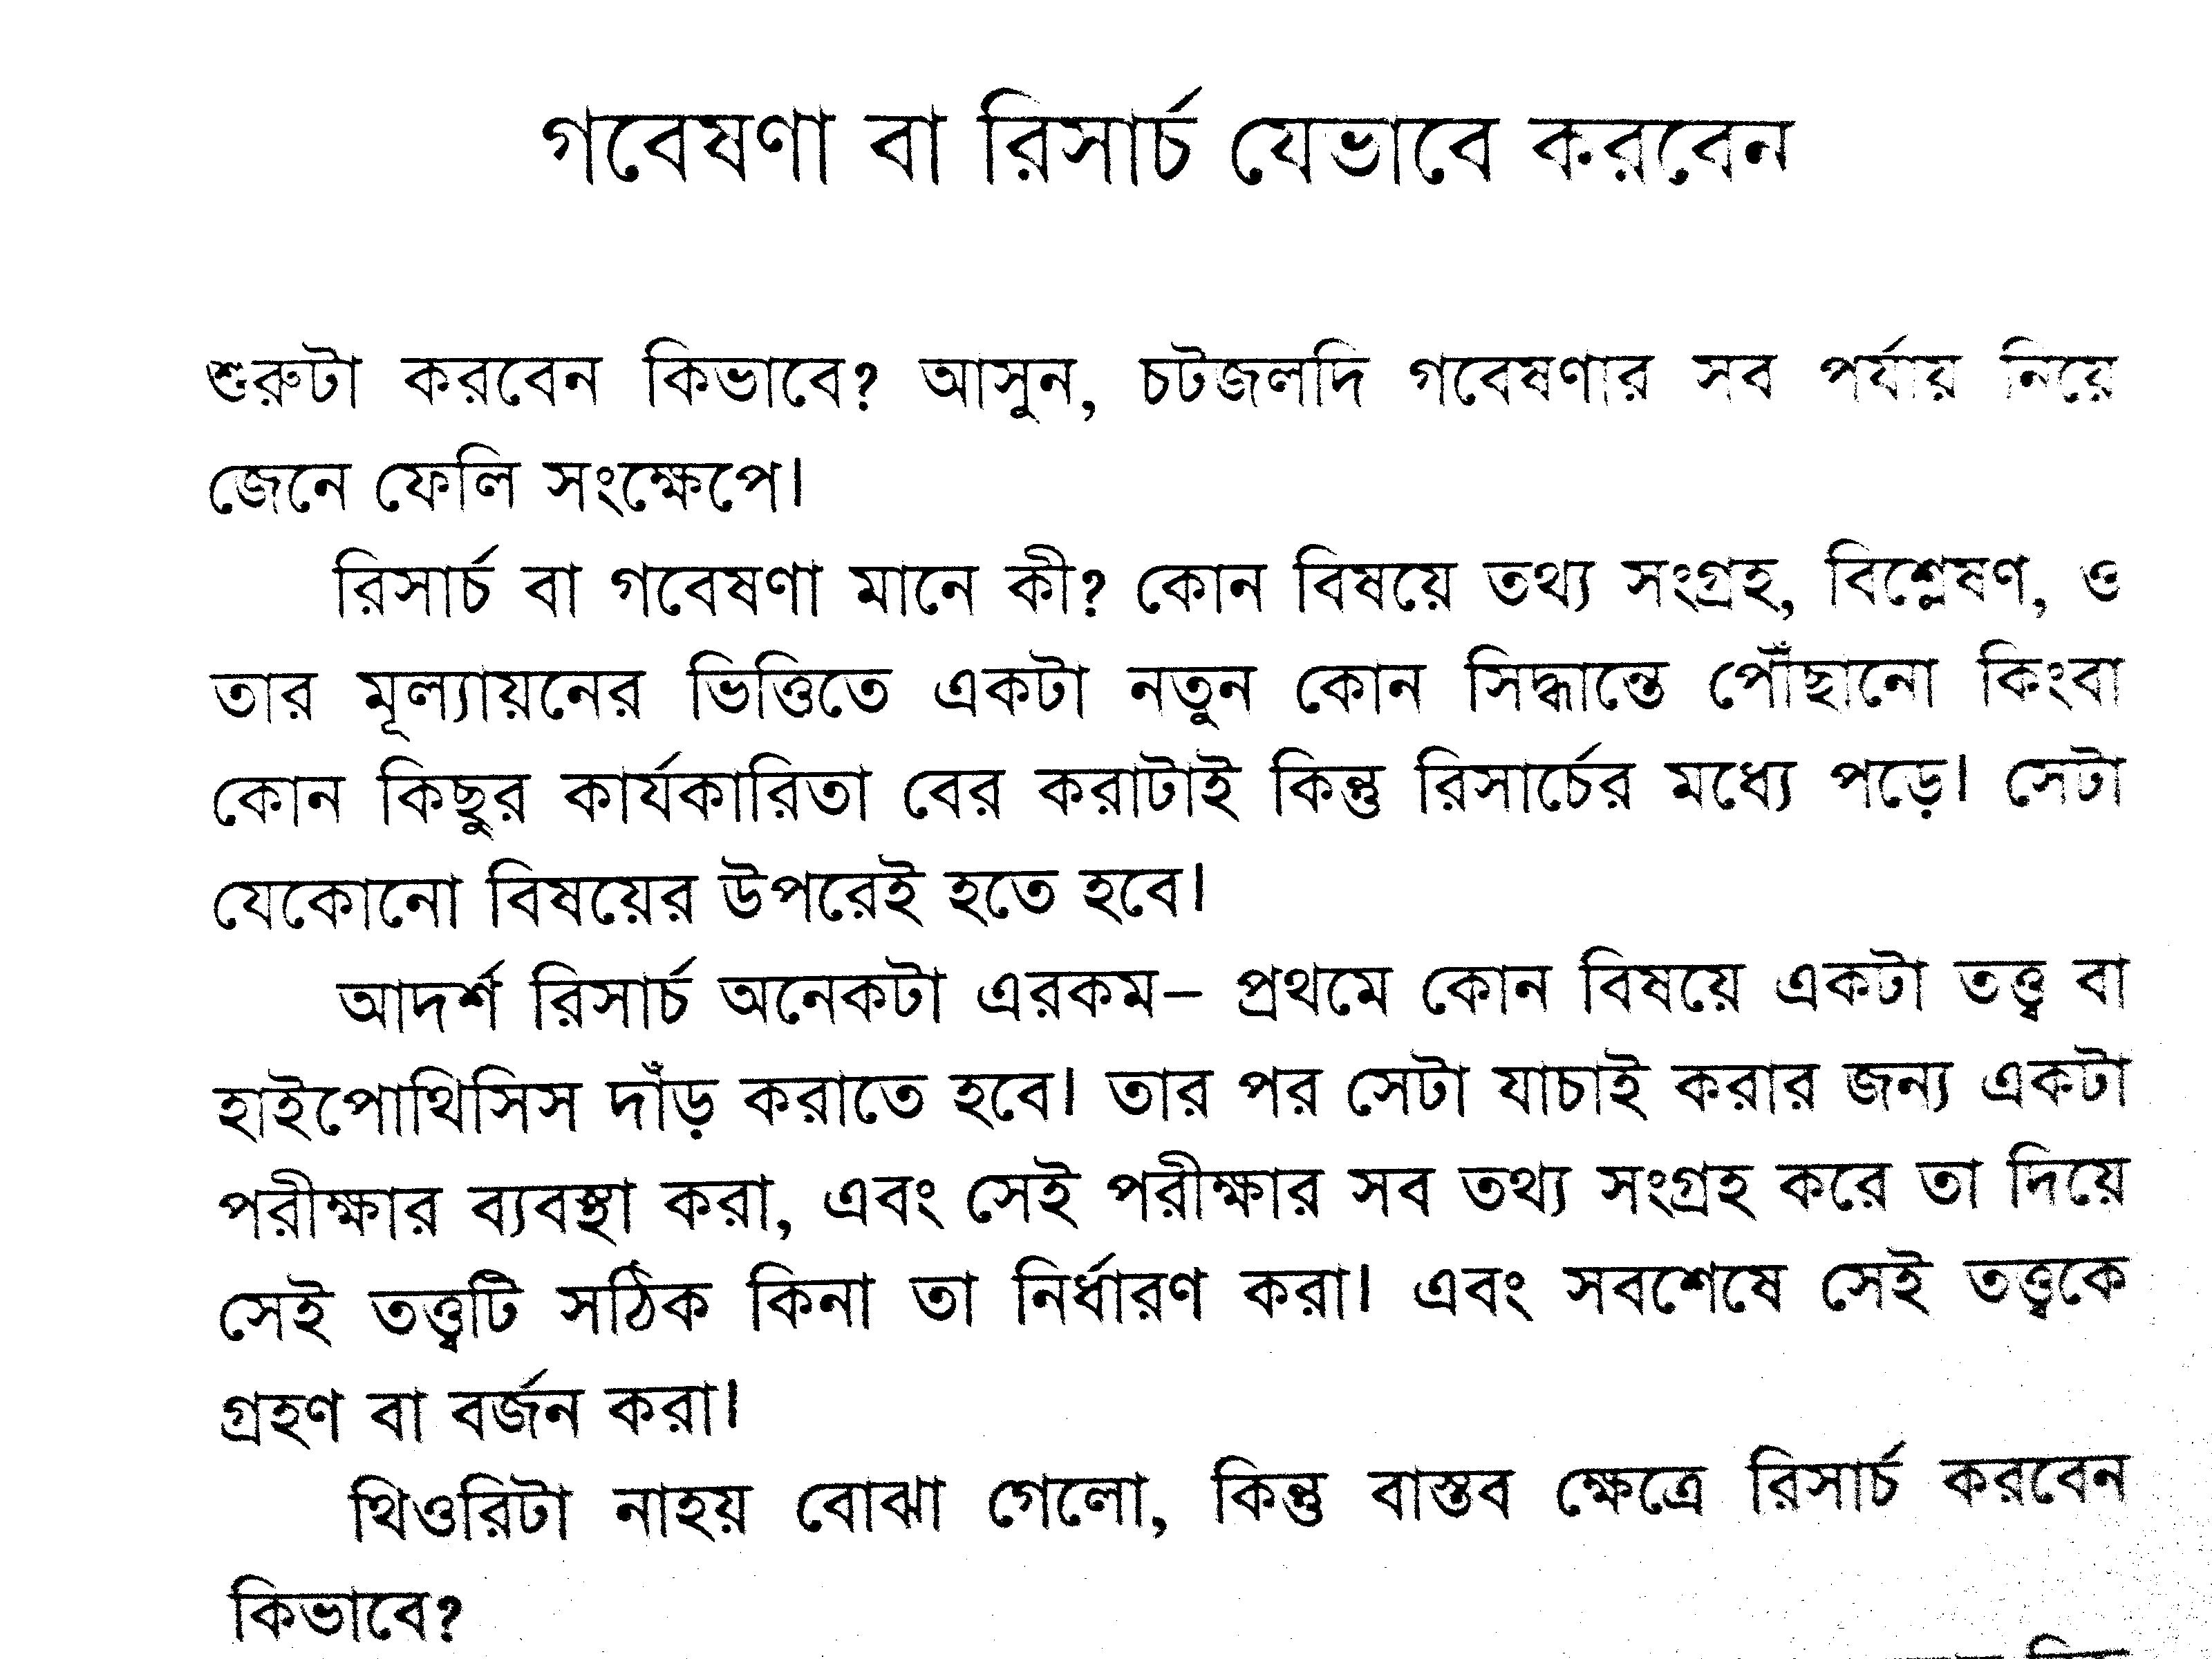 গবেষণা বা রিসার্চ যেভাবে করবেন
শুরুটা করবেন কিভাবে? আসুন, চটজলদি গবেষণার সব পর্যায় নিয়ে
জেনে ফেলি সংক্ষেপে।
রিসার্চ বা গবেষণা মানে কী? কোন বিষয়ে তথ্য সংগ্রহ, বিশ্লেষণ, ও
তার মূল্যায়নের ভিত্তিতে একটা নতুন কোন সিদ্ধান্তে পৌঁছানো কিংবা
কোন কিছুর কার্যকারিতা বের করাটাই কিন্তু রিসার্চের মধ্যে পড়ে। সেটা
যেকোনো বিষয়ের উপরেই হতে হবে।
আদর্শ রিসার্চ অনেকটা এরকম– প্রথমে কোন বিষয়ে একটা তত্ত্ব বা
হাইপোথিসিস দাঁড় করাতে হবে। তার পর সেটা যাচাই করার জন্য একটা
পরীক্ষার ব্যবস্থা করা, এবং সেই পরীক্ষার সব তথ্য সংগ্রহ করে তা দিয়ে
সেই তত্ত্বটি সঠিক কিনা তা নির্ধারণ করা। এবং সবশেষে সেই তত্ত্বকে
গ্রহণ বা বর্জন করা।
থিওরিটা নাহয় বোঝা গেলো, কিন্তু বাস্তব ক্ষেত্রে রিসার্চ করবেন
কিভাবে?